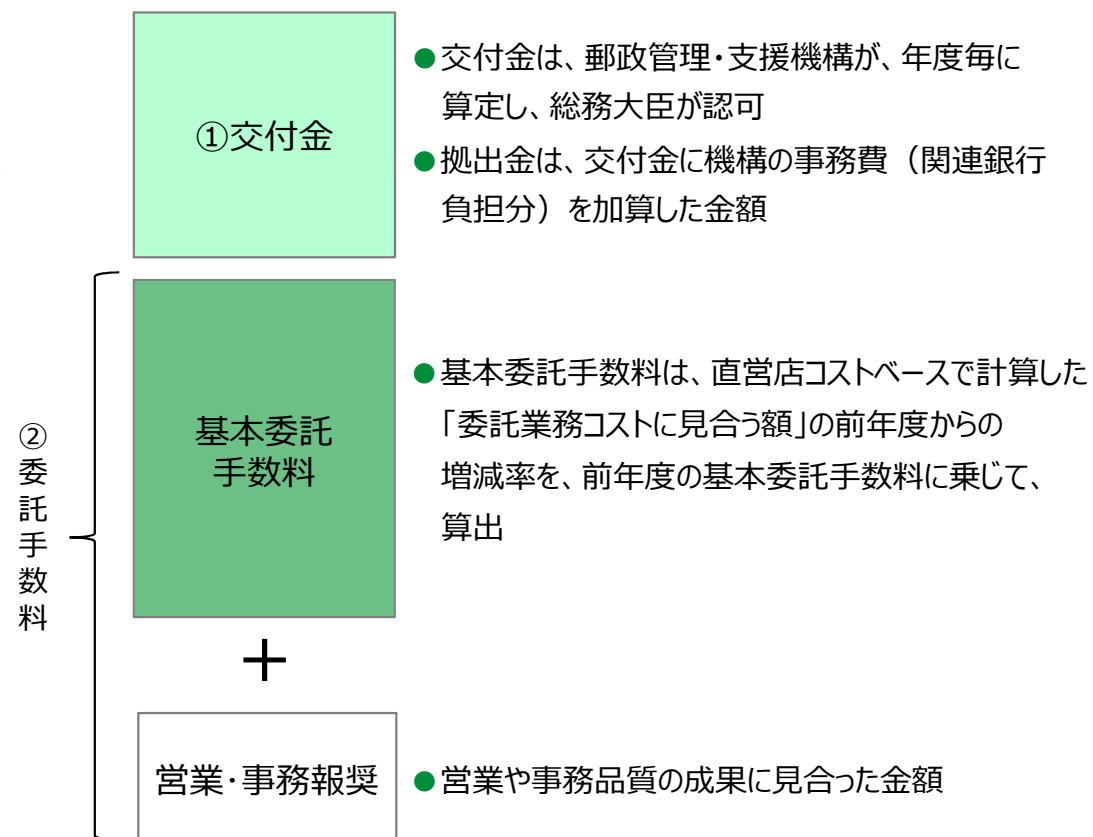 ①交付金
●交付金は、郵政管理・支援機構が、年度毎に
算定し、総務大臣が認可
●拠出金は、交付金に機構の事務費（関連銀行
負担分）を加算した金額
②委託手数料
基本委託
手数料
●基本委託手数料は、直営店コストベースで計算した
「委託業務コストに見合う額」の前年度からの
増減率を、前年度の基本委託手数料に乗じて、
算出
＋
営業・事務報奨
●営業や事務品質の成果に見合った金額